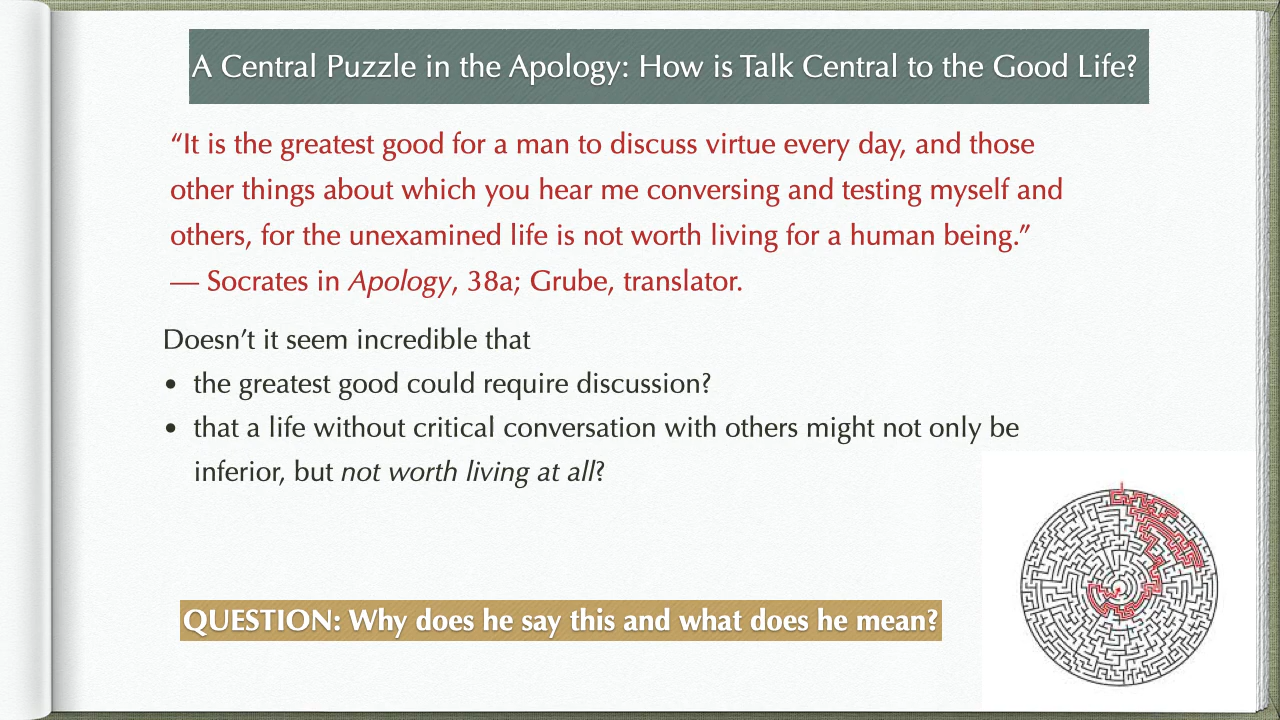 A Central Puzzle in the Apology: How is Talk Central to the Good Life?
“It is the greatest good for a man to discuss virtue every day, and those
other things about which you hear me conversing and testing myself and
others, for the unexamined life is not worth living for a human being.”
— Socrates in Apology, 38a; Grube, translator.
Doesn’t it seem incredible that
• the greatest good could require discussion?
• that a life without critical conversation with others might not only be
inferior, but not worth living at all?
QUESTION: Why does he say this and what does he mean?